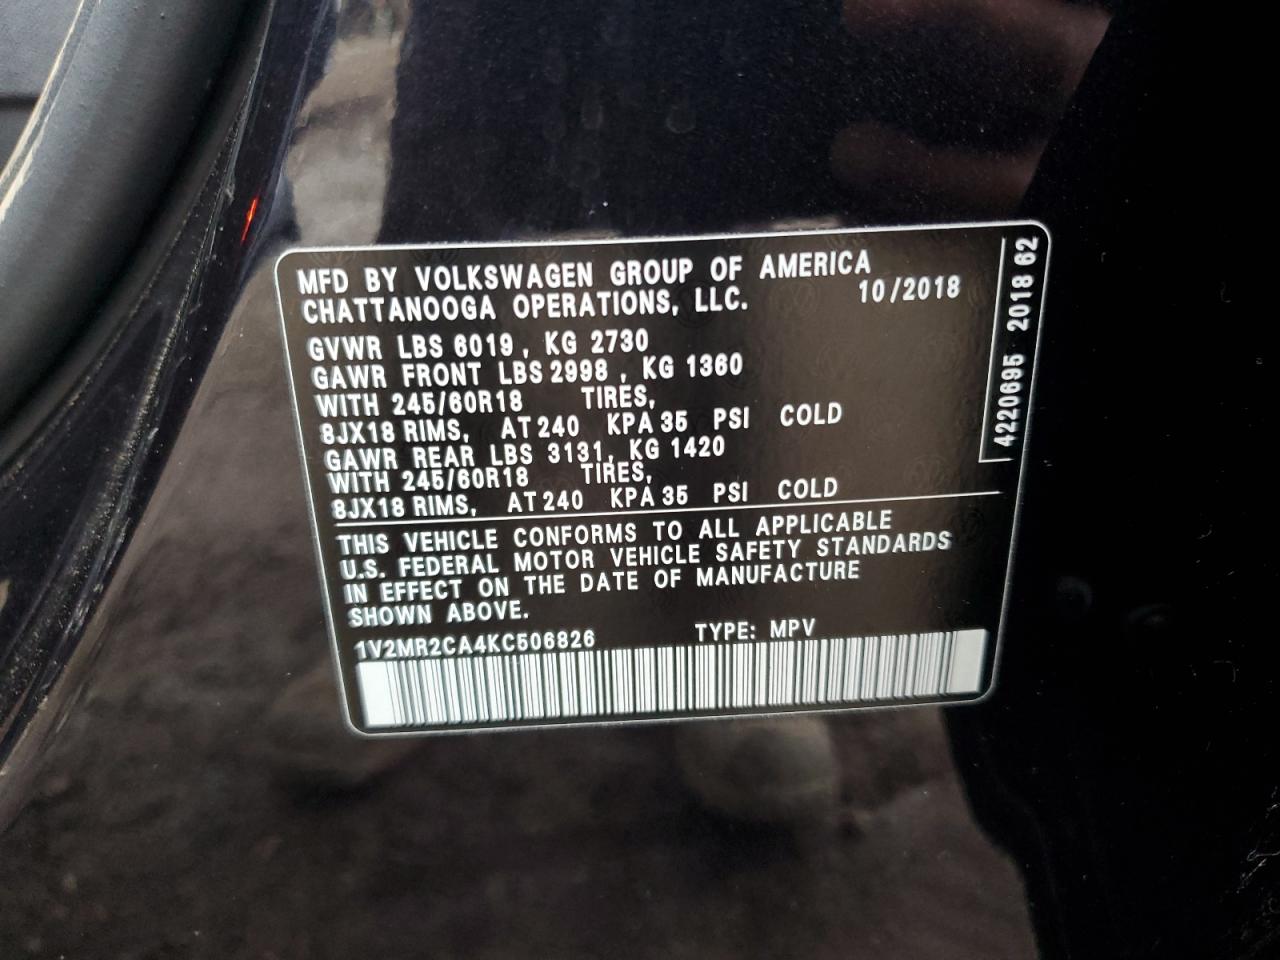 MFD BY VOLKSWAGEN GROUP OF AMERICA
CHATTANOOGA OPERATIONS, LLC. 10/2018
GVWR LBS 6019, KG 2730
GAWR FRONT LBS 2998, KG 1360
WITH 245/60R18 TIRES,
8JX18 RIMS, AT 240 KPA 35 PSI COLD
GAWR REAR LBS 3131, KG 1420
WITH 245/60R18 TIRES,
8JX18 RIMS, AT 240 KPA 35 PSI COLD
THIS VEHICLE CONFORMS TO ALL APPLICABLE
U.S. FEDERAL MOTOR VEHICLE SAFETY STANDARDS
IN EFFECT ON THE DATE OF MANUFACTURE
SHOWN ABOVE.
1V2MR2CA4KC506826 TYPE: MPV
4220695 2018 62